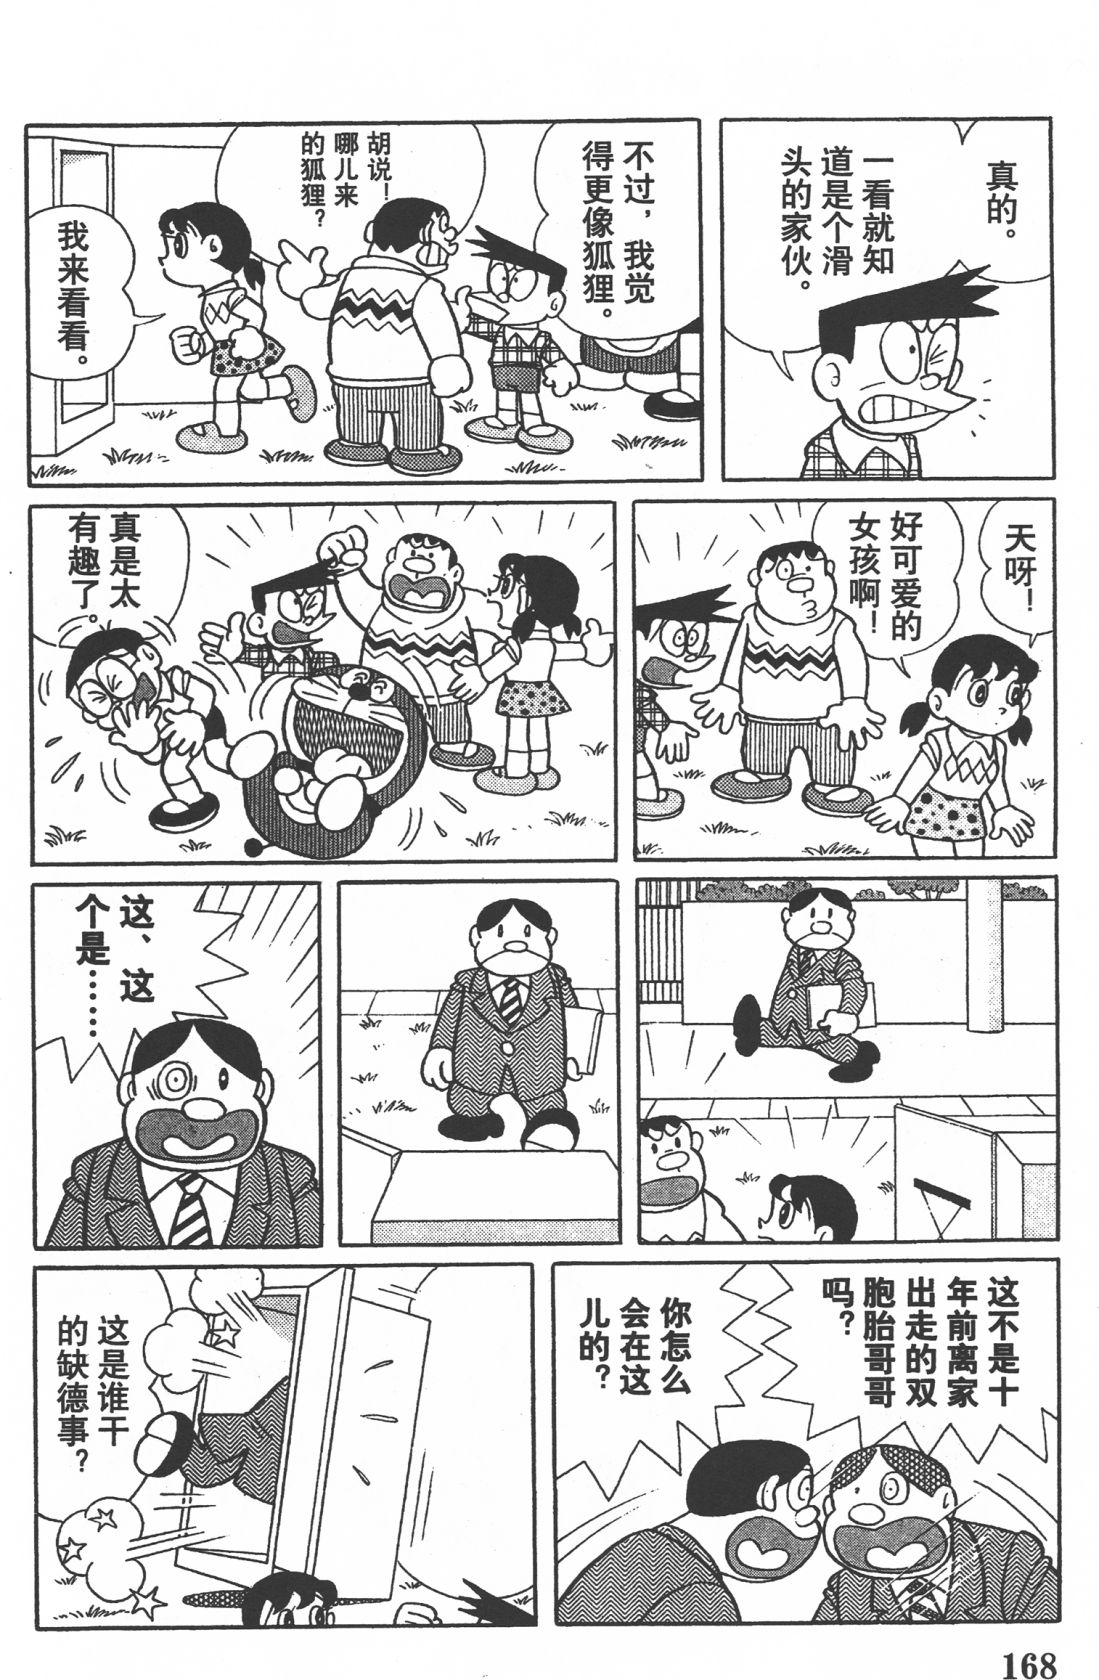 真的。
一看就知
道是个滑
头的家伙。
不过，我觉
得更像狐狸。
胡说！
哪儿来
的狐狸？
我来看看。
天呀！
好可爱的
女孩啊！
真是太
有趣了。
这、这
个是……
这不是十
年前离家
出走的双
胞胎哥哥
吗？
你怎么
会在这
儿的？
这是谁干
的缺德事？
168